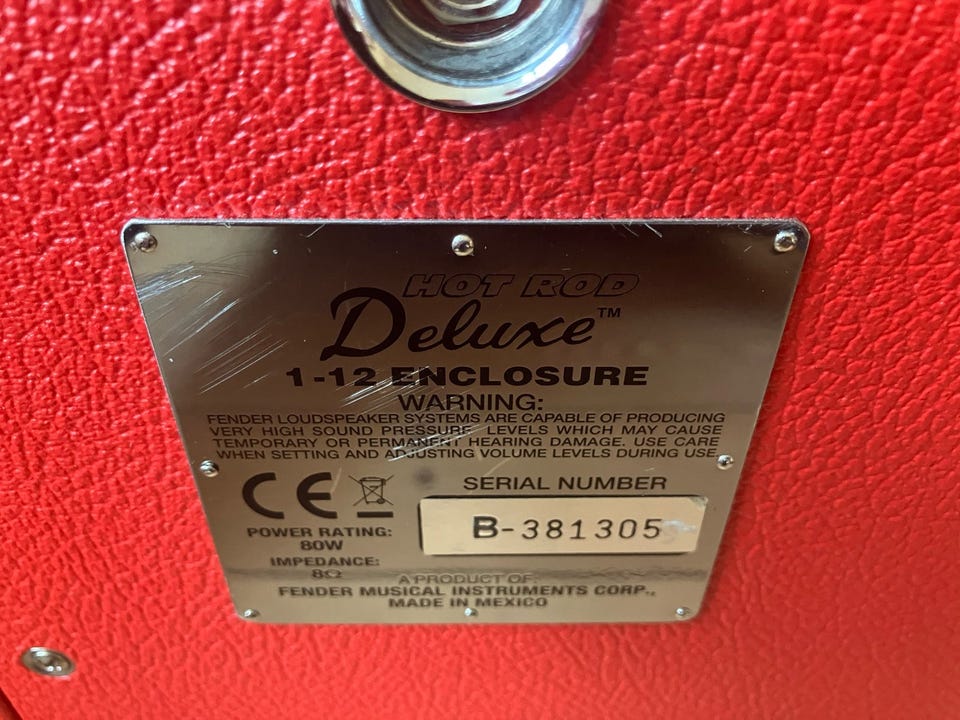 HOT ROD
Deluxe™
1-12 ENCLOSURE
WARNING:
FENDER LOUDSPEAKER SYSTEMS ARE CAPABLE OF PRODUCING
VERY HIGH SOUND PRESSURE LEVELS WHICH MAY CAUSE
TEMPORARY OR PERMANENT HEARING DAMAGE. USE CARE
WHEN SETTING AND ADJUSTING VOLUME LEVELS DURING USE
CE
SERIAL NUMBER
B-381305
POWER RATING:
80W
IMPEDANCE:
8Ω
A PRODUCT OF:
FENDER MUSICAL INSTRUMENTS CORP.,
MADE IN MEXICO